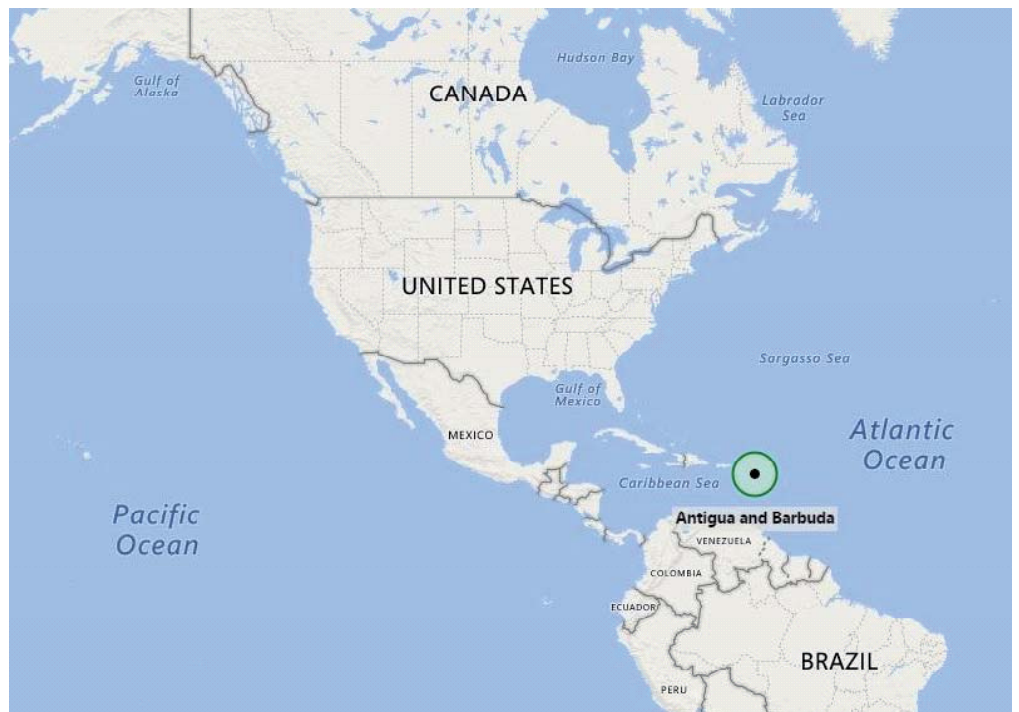 Hudson Bay
Gulf of
Alaska
CANADA
Labrador
Sea
UNITED STATES
Sargasso Sea
Gulf of
Mexico
Atlantic
Ocean
MEXICO
Caribbean Sea
Pacific
Ocean
Antigua and Barbuda
VENEZUELA
COLOMBIA
ECUADOR
BRAZIL
PERU